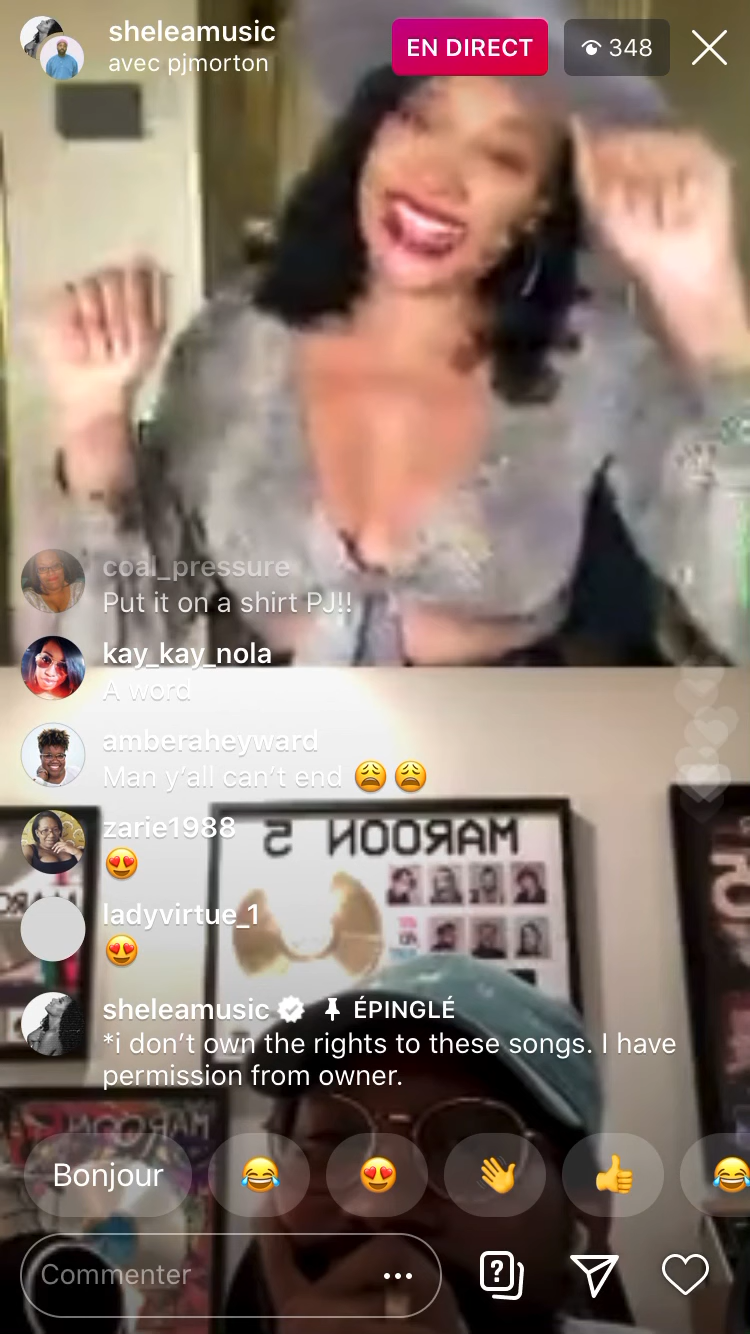 sheleamusic
avec pjmorton
EN DIRECT
348
coal_pressure
Put it on a shirt PJ!!
kay_kay_nola
A word
amberaheyward
Man y'all can't end 😩 😩
zarie1988
😍
MAROON 5
ladyvirtue_1
😍
sheleamusic ÉPINGLÉ
*i don't own the rights to these songs. I have
permission from owner.
MAROON
Bonjour 😂 😍 👋 👍 😂
Commenter